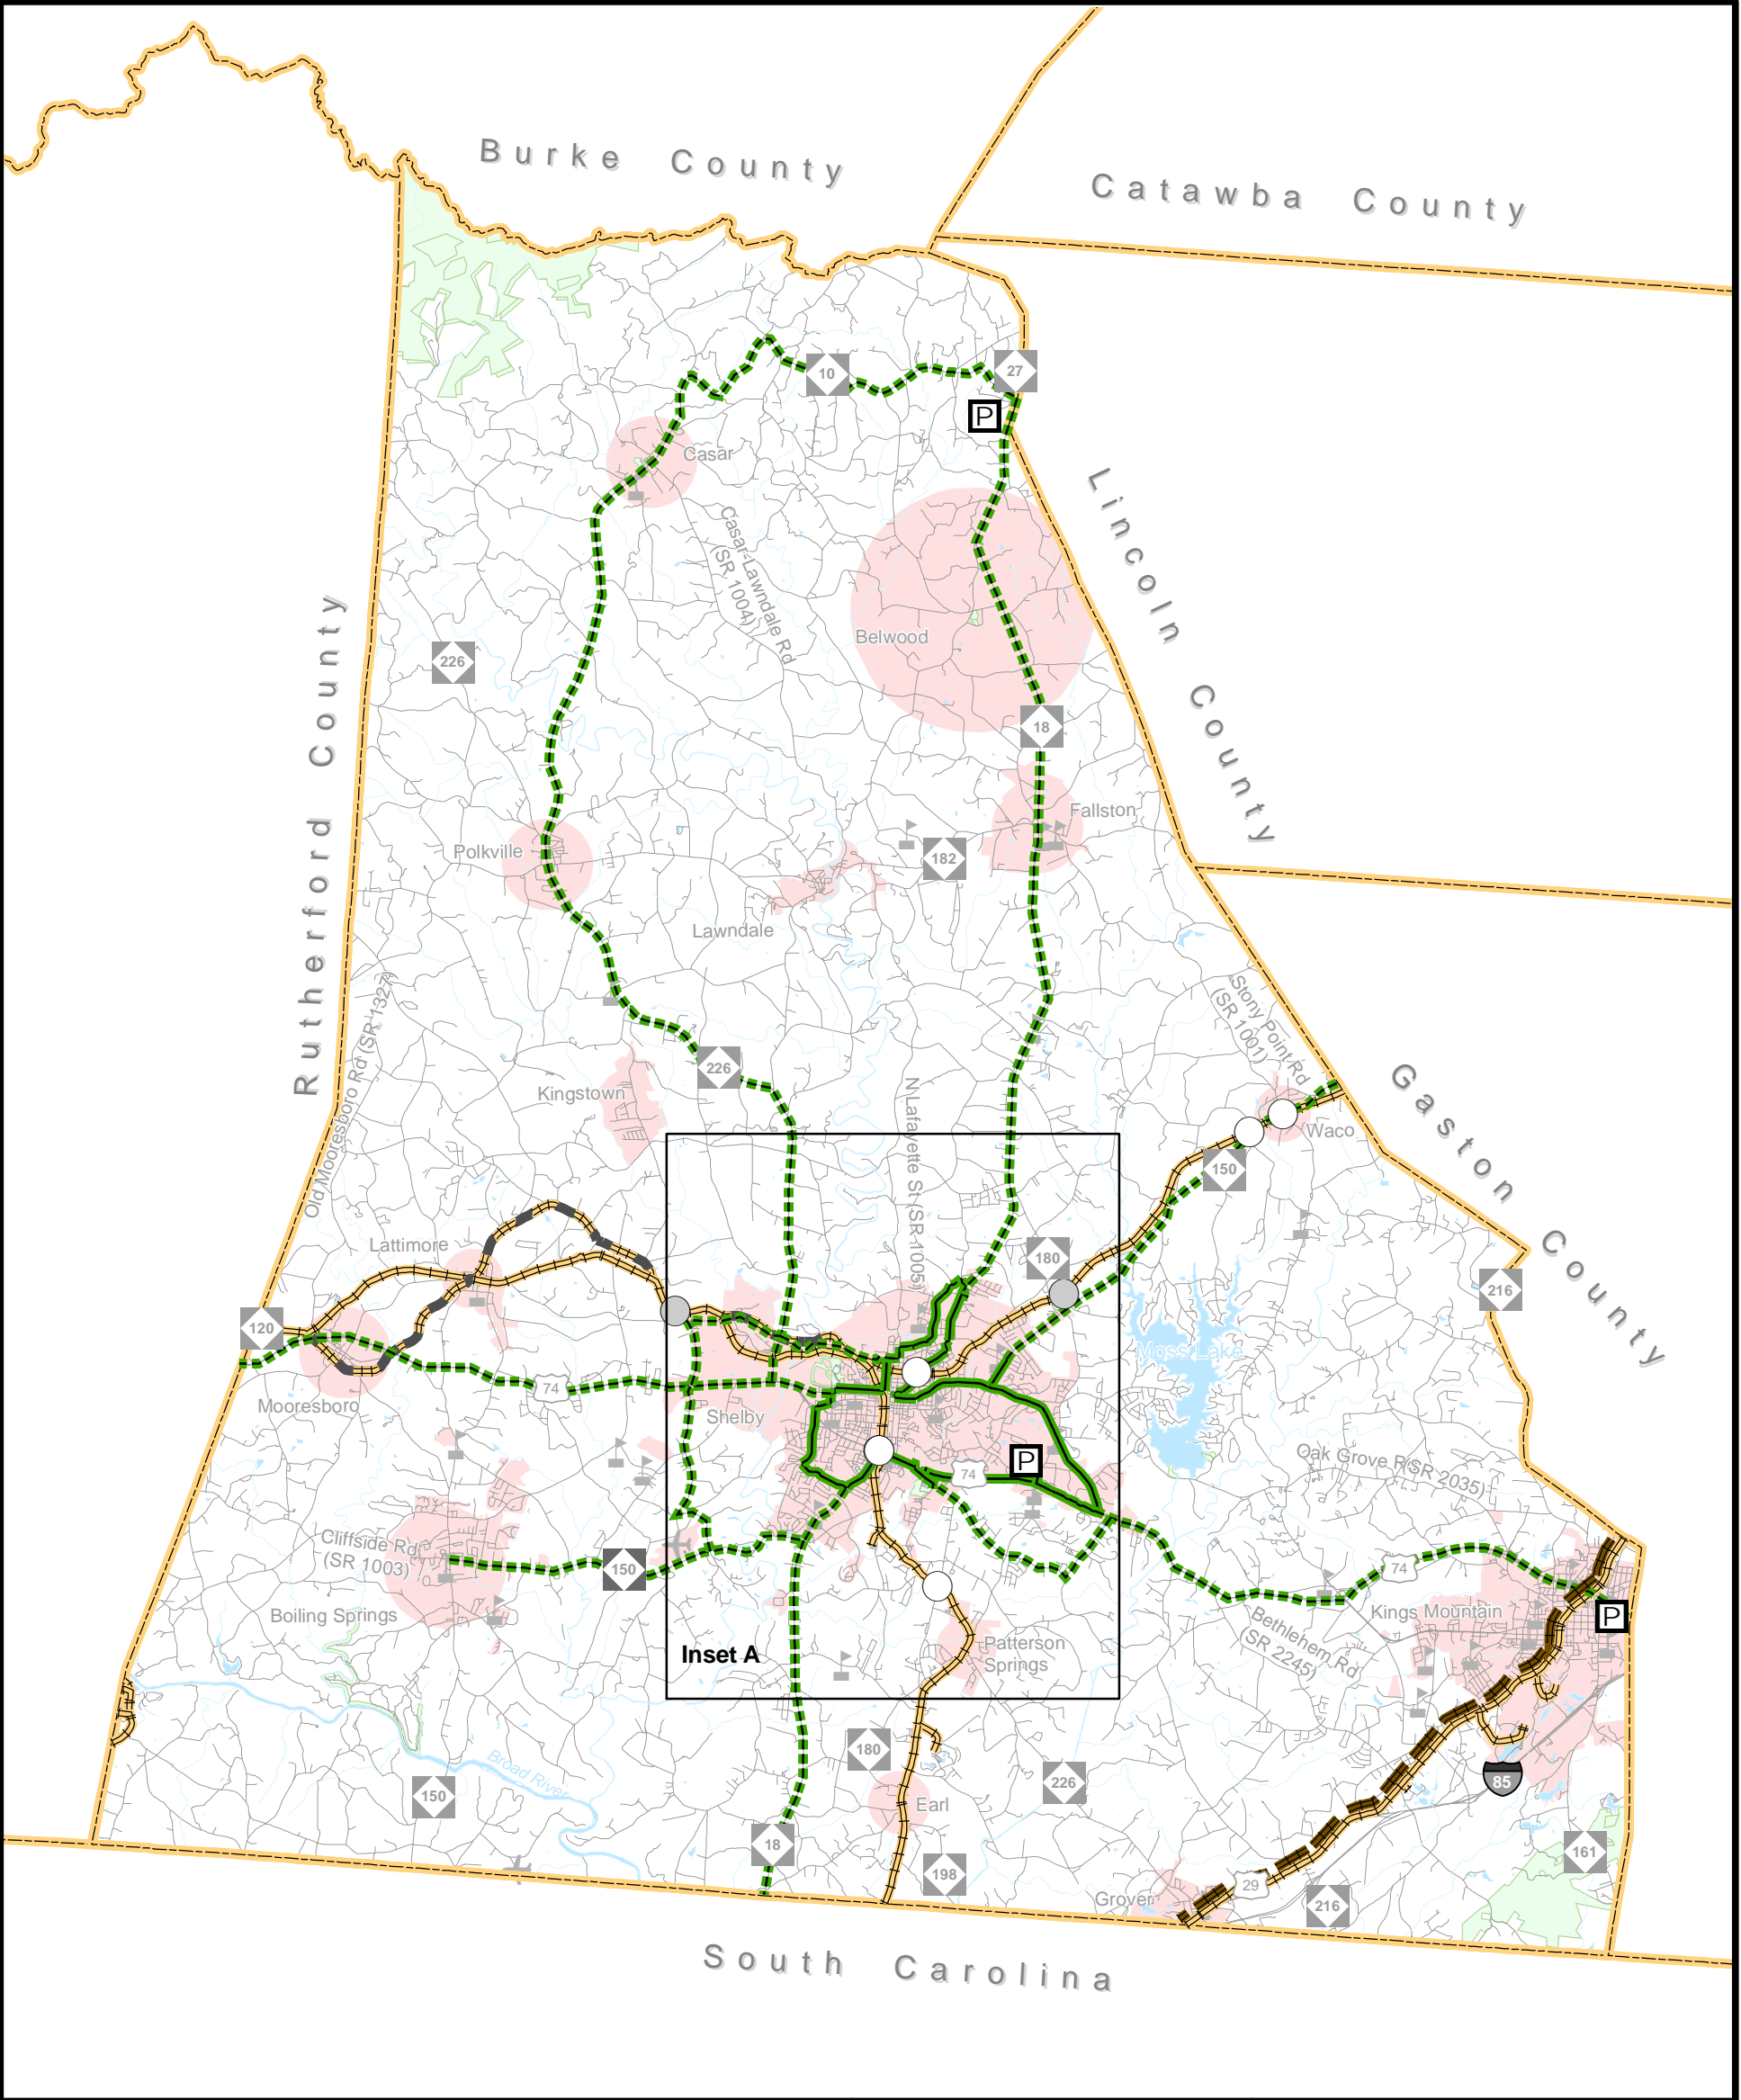 Burke County
Catawba County
10
27
P
Casar
Casar-Lawndale Rd
(SR 1004)
Lincoln County
Belwood
Rutherford County
226
18
Fallston
Polkville
182
Lawndale
Stony Point Rd
(SR 1001)
Old Mooresboro Rd (SR 1327)
226
Kingstown
N Lafayette St (SR 1005)
Gaston County
Waco
150
Lattimore
180
216
120
Moss Lake
74
Mooresboro
Shelby
P
74
Oak Grove R(SR 2035)
Cliffside Rd
(SR 1003)
150
74
Boiling Springs
Kings Mountain
P
Bethlehem Rd
(SR 2245)
Inset A
Patterson
Springs
180
Broad River
226
85
150
Earl
18
161
198
29
Grover
216
South Carolina